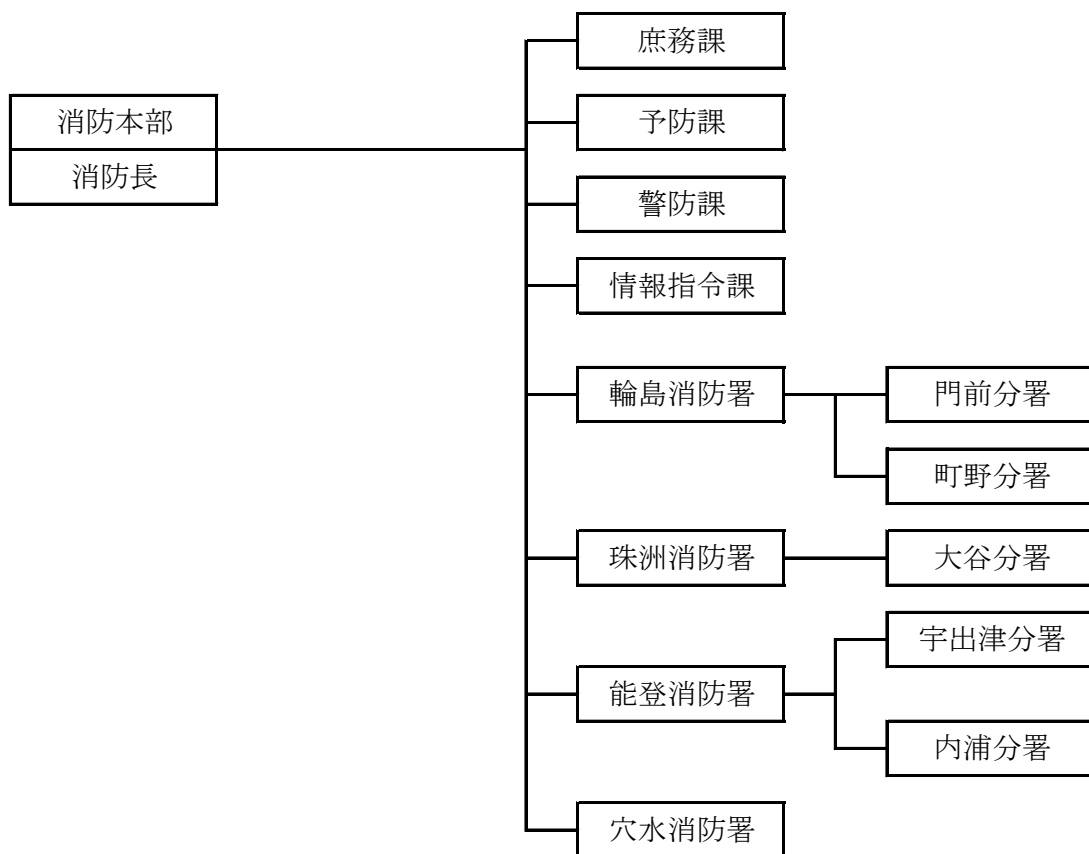 消防本部
消防長
庶務課
予防課
警防課
情報指令課
輪島消防署
門前分署
町野分署
珠洲消防署
大谷分署
能登消防署
宇出津分署
内浦分署
穴水消防署